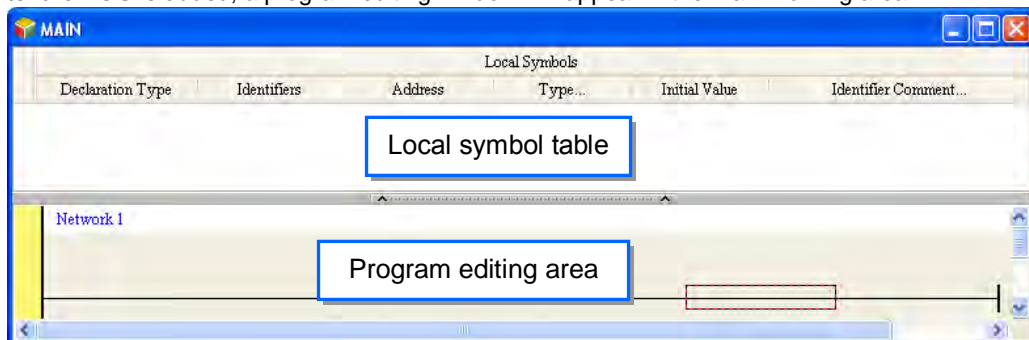 MAIN
Local Symbols
Declaration Type Identifiers Address Type... Initial Value Identifier Comment...
Local symbol table
Network 1
Program editing area